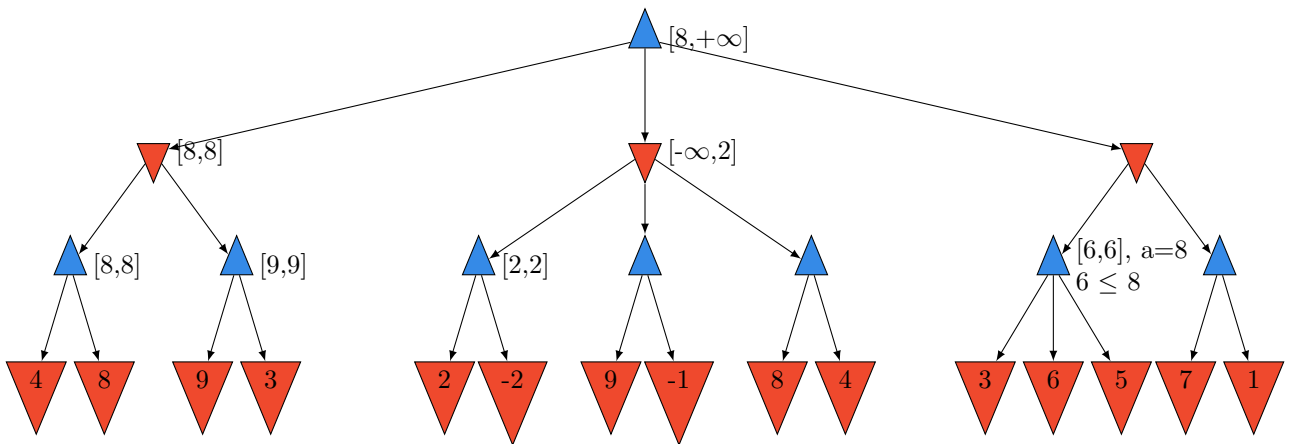 [8,+∞]
[8,8]
[-∞,2]
[8,8]
[9,9]
[2,2]
[6,6], a=8
6 ≤ 8
4 8 9 3 2 -2 9 -1 8 4 3 6 5 7 1